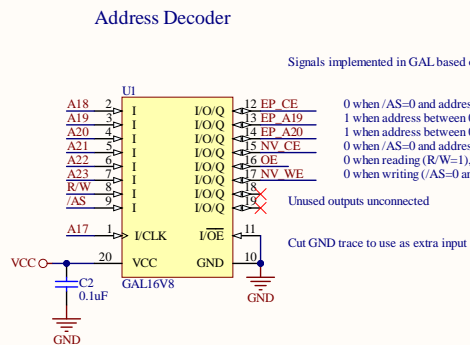 Address Decoder
Signals implemented in GAL based
U1
A18 2 I I/O/Q 12 EP_CE 0 when /AS=0 and
A19 3 I I/O/Q 13 EP_A19 1 when address between
A20 4 I I/O/Q 14 EP_A20 1 when address between
A21 5 I I/O/Q 15 NV_CE 0 when /AS=0 and
A22 6 I I/O/Q 16 OE 0 when reading (R/W=1),
A23 7 I I/O/Q 17 NV_WE 0 when writing (/AS=0
R/W 8 I I/O/Q 18
/AS 9 I I/O/Q 19 Unused outputs unconnected
A17 1 I/CLK I/OE 11 Cut GND trace to use as extra input
VCC 20 VCC GND 10
GAL16V8
C2
0.1uF
GND
GND